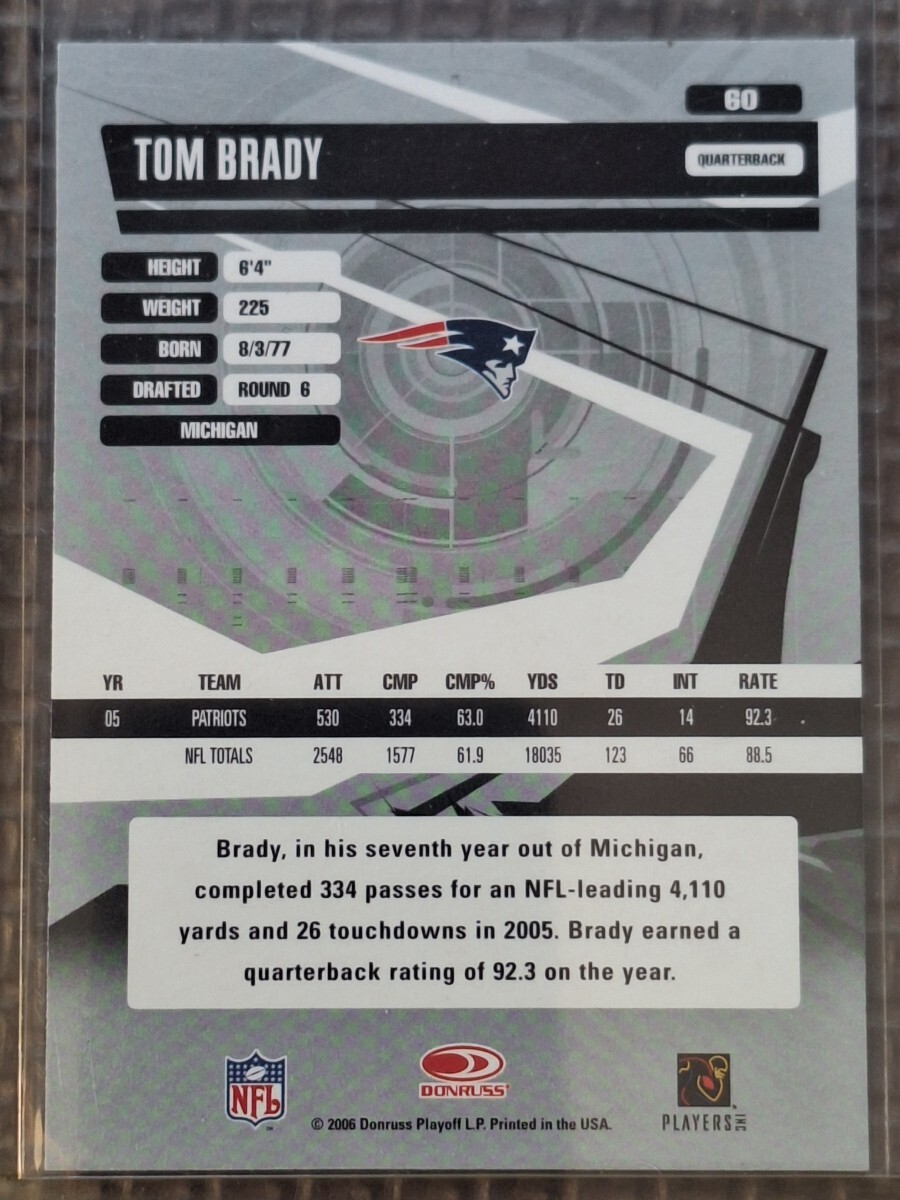 60
TOM BRADY
QUARTERBACK
HEIGHT 6'4"
WEIGHT 225
BORN 8/3/77
DRAFTED ROUND 6
MICHIGAN
YR TEAM ATT CMP CMP% YDS TD INT RATE
05 PATRIOTS 530 334 63.0 4110 26 14 92.3
NFL TOTALS 2548 1577 61.9 18035 123 66 88.5
Brady, in his seventh year out of Michigan,
completed 334 passes for an NFL-leading 4,110
yards and 26 touchdowns in 2005. Brady earned a
quarterback rating of 92.3 on the year.
NFL
DONRUSS
PLAYERS INC
© 2006 Donruss Playoff L.P. Printed in the USA.